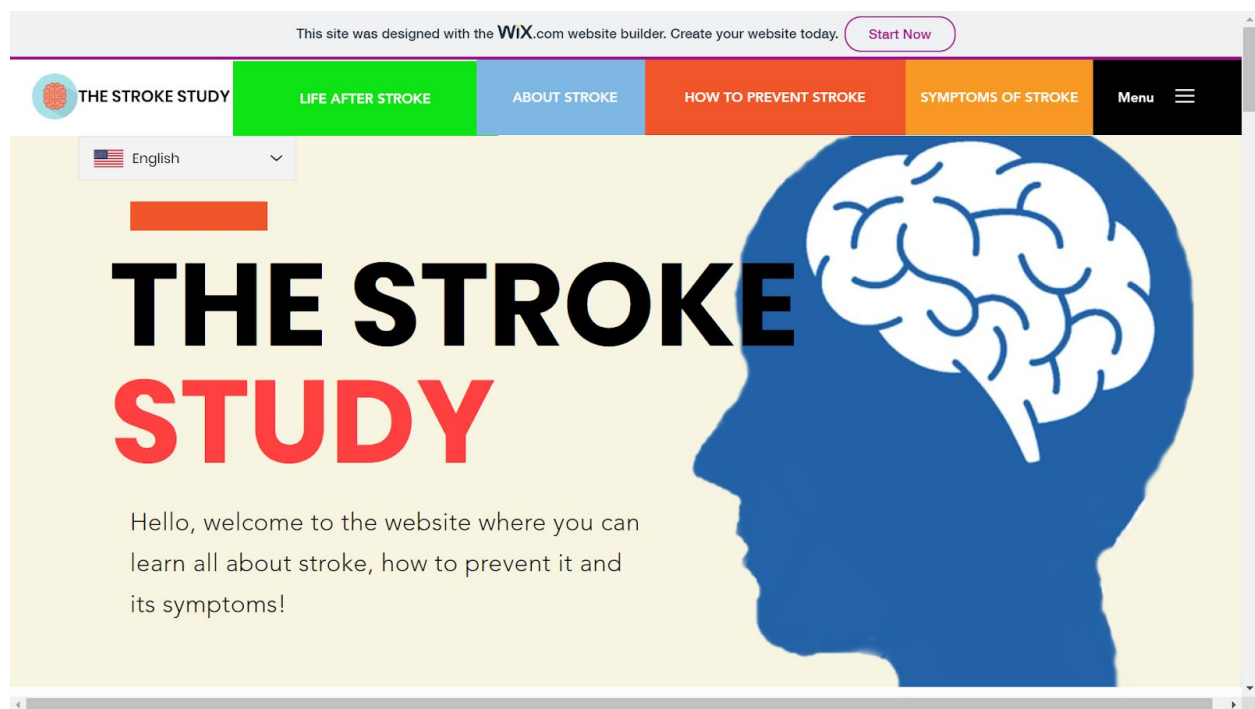 This site was designed with the WiX.com website builder. Create your website today. Start Now
THE STROKE STUDY LIFE AFTER STROKE ABOUT STROKE HOW TO PREVENT STROKE SYMPTOMS OF STROKE Menu
English
THE STROKE
STUDY
Hello, welcome to the website where you can
learn all about stroke, how to prevent it and
its symptoms!